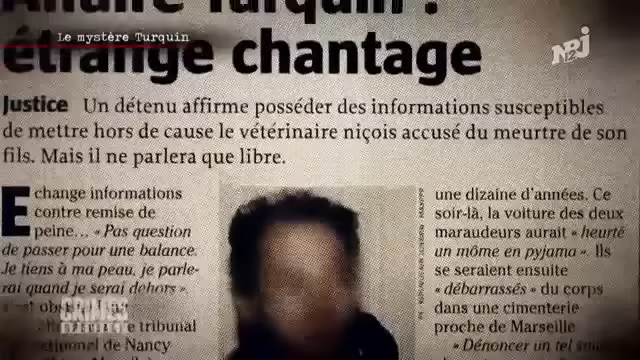 Le mystère Turquin
NRJ
12
Affaire Turquin :
étrange chantage
Justice Un détenu affirme posséder des informations susceptibles
de mettre hors de cause le vétérinaire niçois accusé du meurtre de son
fils. Mais il ne parlera que libre.
Echange informations
contre remise de
peine... « Pas question
de passer pour une balance.
Je tiens à ma peau, je parle-
rai quand je serai dehors »,
CRIMES
tribunal
de Nancy
une dizaine d'années. Ce
soir-là, la voiture des deux
maraudeurs aurait « heurté
un môme en pyjama ». Ils
se seraient ensuite
« débarrassés » du corps
dans une cimenterie
proche de Marseille
« Dénoncer un tel